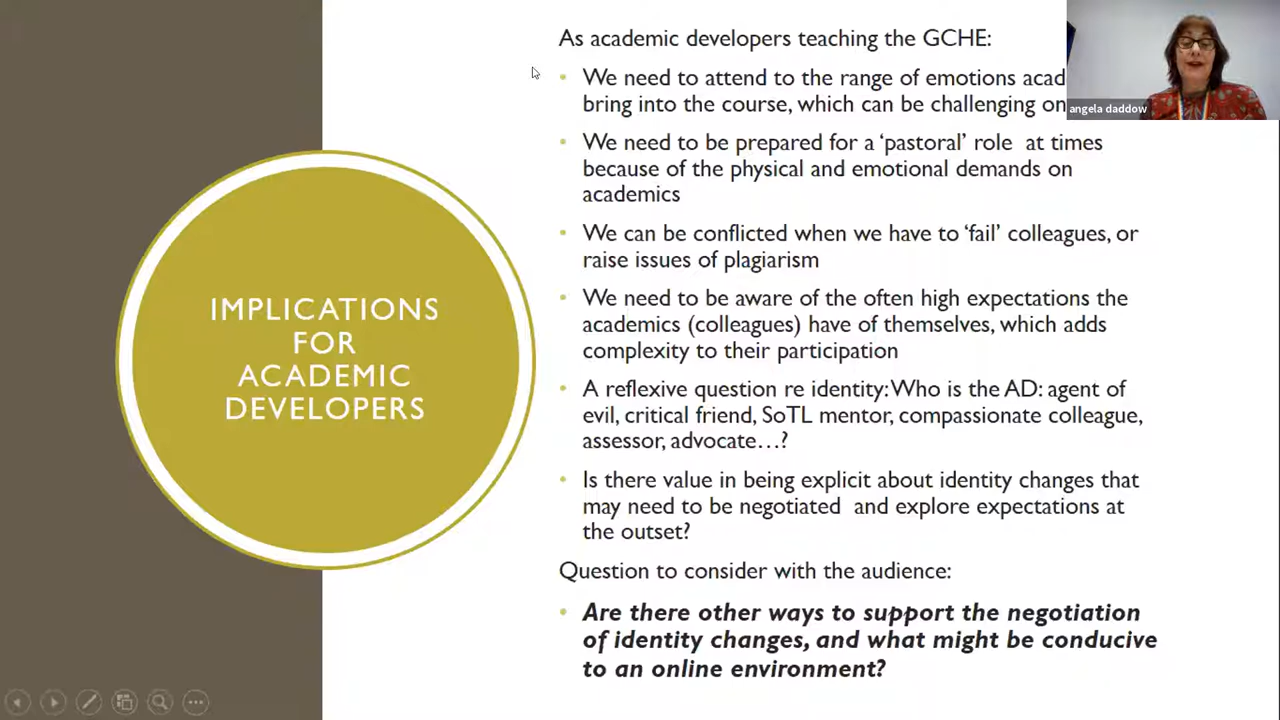 IMPLICATIONS
FOR
ACADEMIC
DEVELOPERS
As academic developers teaching the GCHE:
• We need to attend to the range of emotions
bring into the course, which can be challenging
• We need to be prepared for a ‘pastoral’ role at times
because of the physical and emotional demands on
academics
• We can be conflicted when we have to ‘fail’ colleagues, or
raise issues of plagiarism
• We need to be aware of the often high expectations the
academics (colleagues) have of themselves, which adds
complexity to their participation
• A reflexive question re identity: Who is the AD: agent of
evil, critical friend, SoTL mentor, compassionate colleague,
assessor, advocate…?
• Is there value in being explicit about identity changes that
may need to be negotiated and explore expectations at
the outset?
Question to consider with the audience:
• Are there other ways to support the negotiation
of identity changes, and what might be conducive
to an online environment?
angela daddow